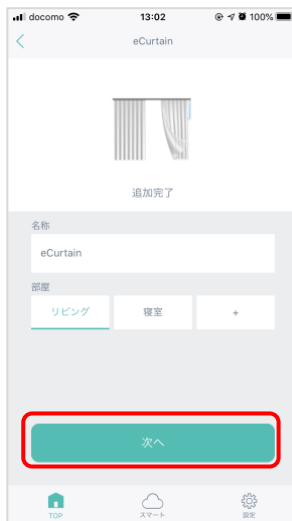 docomo 13:02 100%
eCurtain
追加完了
名称
eCurtain
部屋
リビング 寝室 +
次へ
TOP スマート 設定